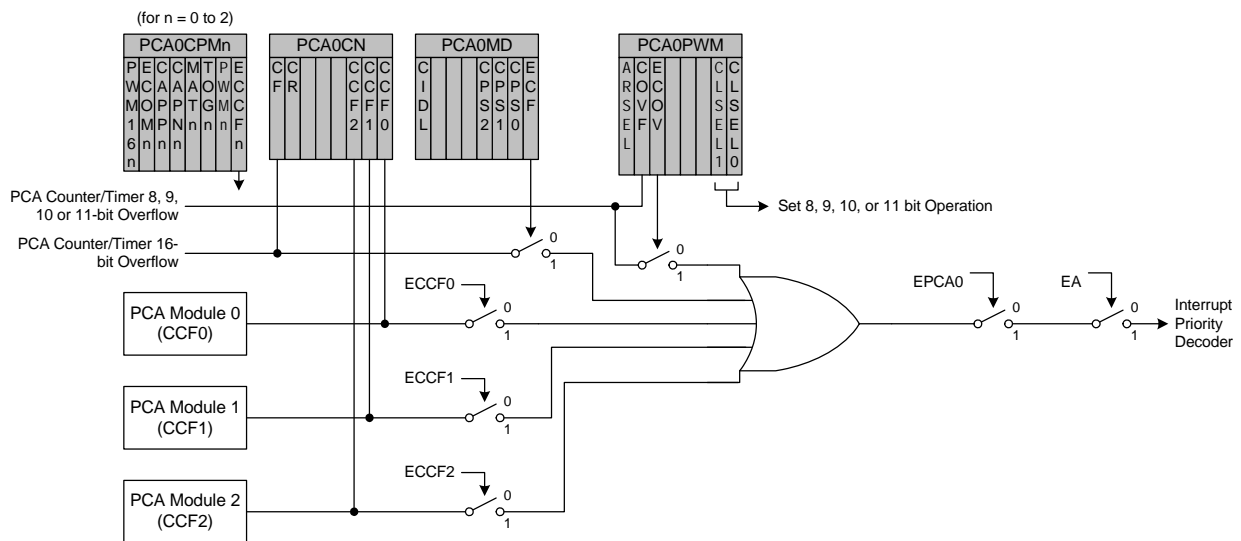 (for n = 0 to 2)
PCA0CPMn
PWM16n
ECOMn
CAPPn
CAPNn
MATn
TOGn
PWMn
ECCFn
PCA0CN
CF
CR
CCF2
CCF1
CCF0
PCA0MD
CIDL
CPS2
CPS1
CPS0
ECF
PCA0PWM
ARSEL
COVF
ECOV
CLSEL1
CLSEL0
PCA Counter/Timer 8, 9,
10 or 11-bit Overflow
Set 8, 9, 10, or 11 bit Operation
PCA Counter/Timer 16-
bit Overflow
0
1
0
1
PCA Module 0
(CCF0)
ECCF0
0
1
EPCA0
0
1
EA
0
1
Interrupt
Priority
Decoder
PCA Module 1
(CCF1)
ECCF1
0
1
PCA Module 2
(CCF2)
ECCF2
0
1